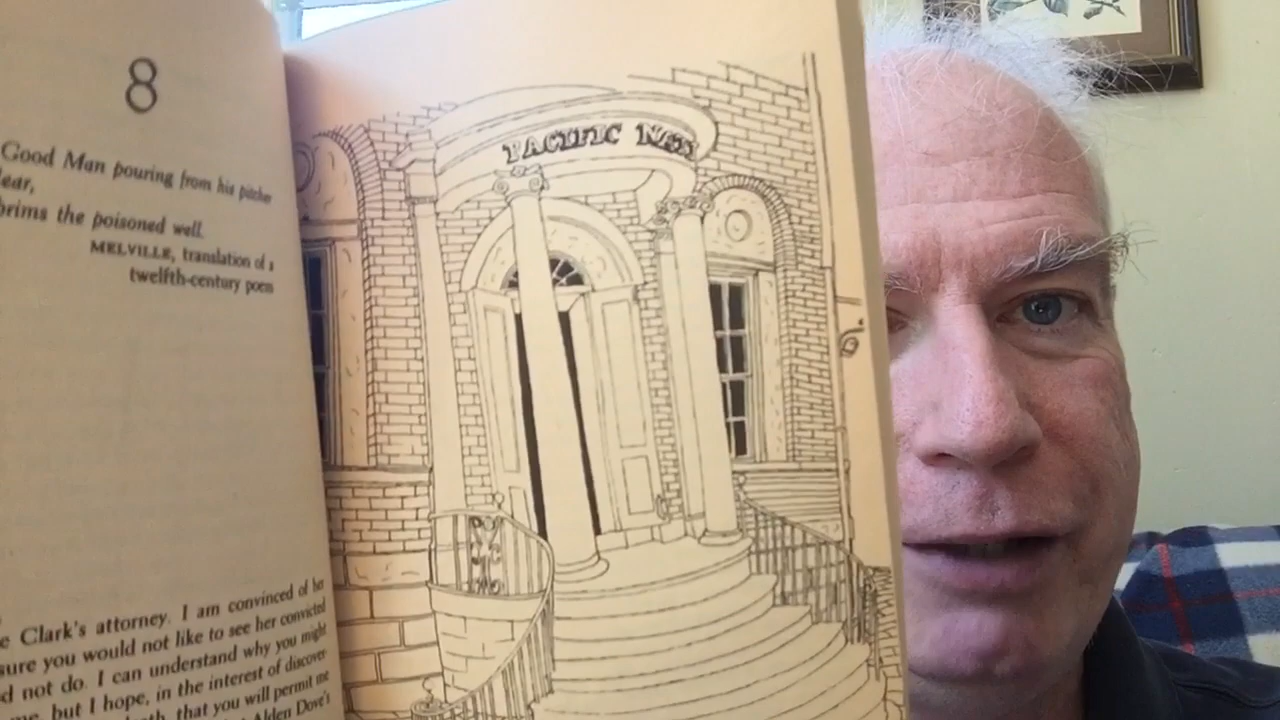 8
Good Man pouring from his pitcher
lear,
brims the poisoned well.
MELVILLE, translation of a
twelfth-century poem
PACIFIC
e Clark's attorney. I am convinced of her
sure you would not like to see her convicted
d not do. I can understand why you might
me, but I hope, in the interest of discover-
that you will permit me
Alden Dove's